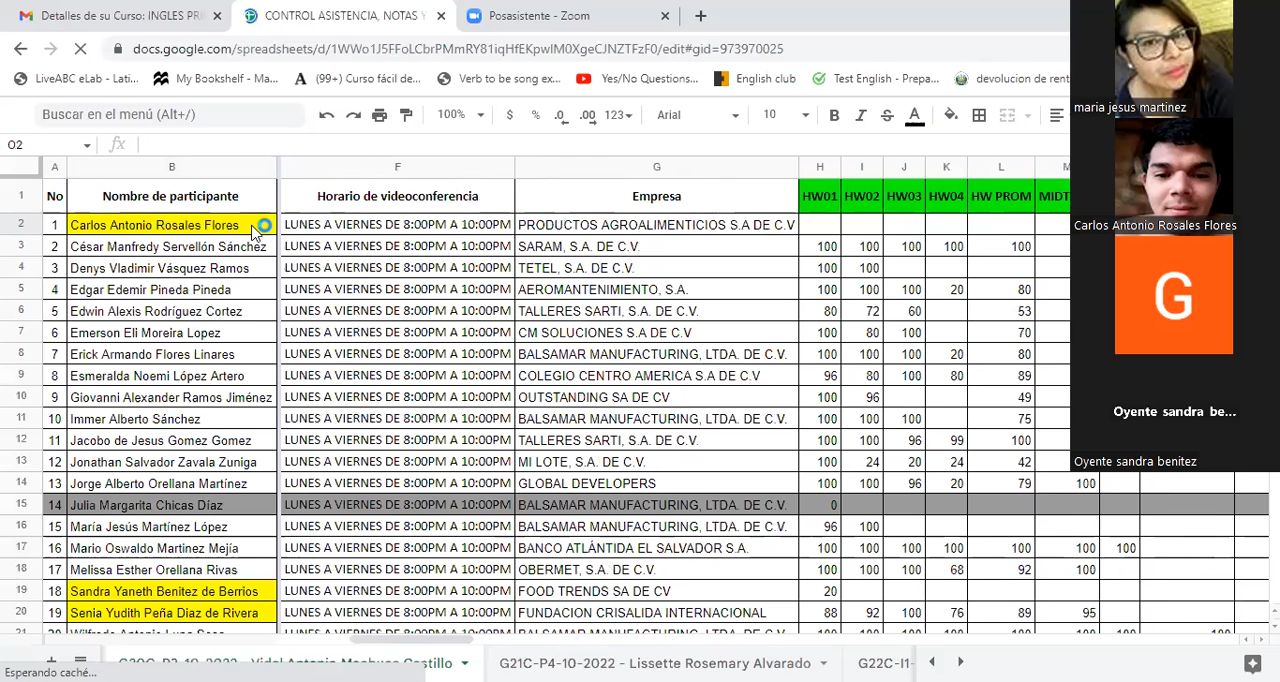 Detalles de su Curso: INGLES PRI
CONTROL ASISTENCIA, NOTAS Y
Posasistente - Zoom
docs.google.com/spreadsheets/d/1WWo1J5FFoLCbrPMmRY81iqHfEKpwlM0XgeCJNZTFzF0/edit#gid=973970025
LiveABC eLab - Lati...
My Bookshelf - Ma...
(99+) Curso fácil de...
Verb to be song ex...
Yes/No Questions...
English club
Test English - Prepa...
devolucion de rent
Buscar en el menú (Alt+/)
100% $ % .0 .00 123 Arial 10 B I S A
O2 fx
A B F G H I J K L M
1 No Nombre de participante Horario de videoconferencia Empresa HW01 HW02 HW03 HW04 HW PROM MIDT
2 1 Carlos Antonio Rosales Flores LUNES A VIERNES DE 8:00PM A 10:00PM PRODUCTOS AGROALIMENTICIOS S.A DE C.V
3 2 César Manfredy Servellón Sánchez LUNES A VIERNES DE 8:00PM A 10:00PM SARAM, S.A. DE C.V. 100 100 100 100 100
4 3 Denys Vladimir Vásquez Ramos LUNES A VIERNES DE 8:00PM A 10:00PM TETEL, S.A. DE C.V. 100 100
5 4 Edgar Edemir Pineda Pineda LUNES A VIERNES DE 8:00PM A 10:00PM AEROMANTENIMIENTO, S.A. 100 100 100 20 80
6 5 Edwin Alexis Rodríguez Cortez LUNES A VIERNES DE 8:00PM A 10:00PM TALLERES SARTI, S.A. DE C.V. 80 72 60 53
7 6 Emerson Eli Moreira Lopez LUNES A VIERNES DE 8:00PM A 10:00PM CM SOLUCIONES S.A DE C.V 100 80 100 70
8 7 Erick Armando Flores Linares LUNES A VIERNES DE 8:00PM A 10:00PM BALSAMAR MANUFACTURING, LTDA. DE C.V. 100 100 100 20 80
9 8 Esmeralda Noemi López Artero LUNES A VIERNES DE 8:00PM A 10:00PM COLEGIO CENTRO AMERICA S.A DE C.V 96 80 100 80 89
10 9 Giovanni Alexander Ramos Jiménez LUNES A VIERNES DE 8:00PM A 10:00PM OUTSTANDING SA DE CV 100 96 49
11 10 Immer Alberto Sánchez LUNES A VIERNES DE 8:00PM A 10:00PM BALSAMAR MANUFACTURING, LTDA. DE C.V. 100 100 100 75
12 11 Jacobo de Jesus Gomez Gomez LUNES A VIERNES DE 8:00PM A 10:00PM TALLERES SARTI, S.A. DE C.V. 100 100 96 99 100
13 12 Jonathan Salvador Zavala Zuniga LUNES A VIERNES DE 8:00PM A 10:00PM MI LOTE, S.A. DE C.V. 100 24 20 24 42
14 13 Jorge Alberto Orellana Martínez LUNES A VIERNES DE 8:00PM A 10:00PM GLOBAL DEVELOPERS 100 100 96 20 79 100
15 14 Julia Margarita Chicas Díaz LUNES A VIERNES DE 8:00PM A 10:00PM BALSAMAR MANUFACTURING, LTDA. DE C.V. 0
16 15 María Jesús Martínez López LUNES A VIERNES DE 8:00PM A 10:00PM BALSAMAR MANUFACTURING, LTDA. DE C.V. 96 100
17 16 Mario Oswaldo Martinez Mejía LUNES A VIERNES DE 8:00PM A 10:00PM BANCO ATLÁNTIDA EL SALVADOR S.A. 100 100 100 100 100 100 100
18 17 Melissa Esther Orellana Rivas LUNES A VIERNES DE 8:00PM A 10:00PM OBERMET, S.A. DE C.V. 100 100 100 68 92 100
19 18 Sandra Yaneth Benitez de Berrios LUNES A VIERNES DE 8:00PM A 10:00PM FOOD TRENDS SA DE CV 20
20 19 Senia Yudith Peña Diaz de Rivera LUNES A VIERNES DE 8:00PM A 10:00PM FUNDACION CRISALIDA INTERNACIONAL 88 92 100 76 89 95
G21C-P4-10-2022 - Lissette Rosemary Alvarado
G22C-I1-
Esperando caché...
maria jesus martinez
Carlos Antonio Rosales Flores
G
Oyente sandra be...
Oyente sandra benitez